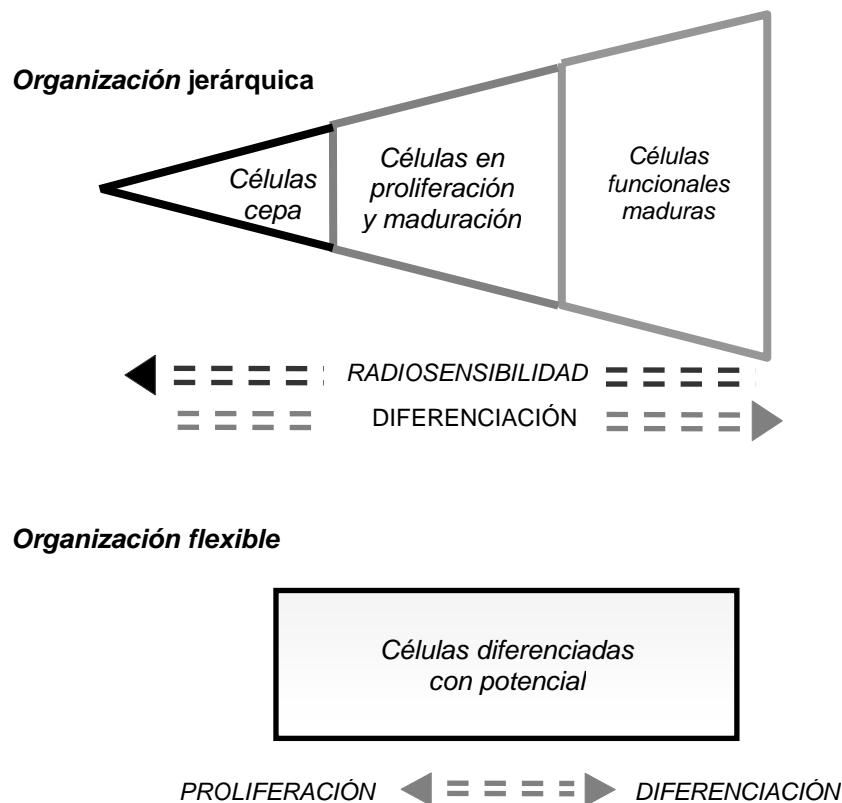 Organización jerárquica
Células
cepa
Células en
proliferación
y maduración
Células
funcionales
maduras
RADIOSENSIBILIDAD
DIFERENCIACIÓN
Organización flexible
Células diferenciadas
con potencial
PROLIFERACIÓN DIFERENCIACIÓN